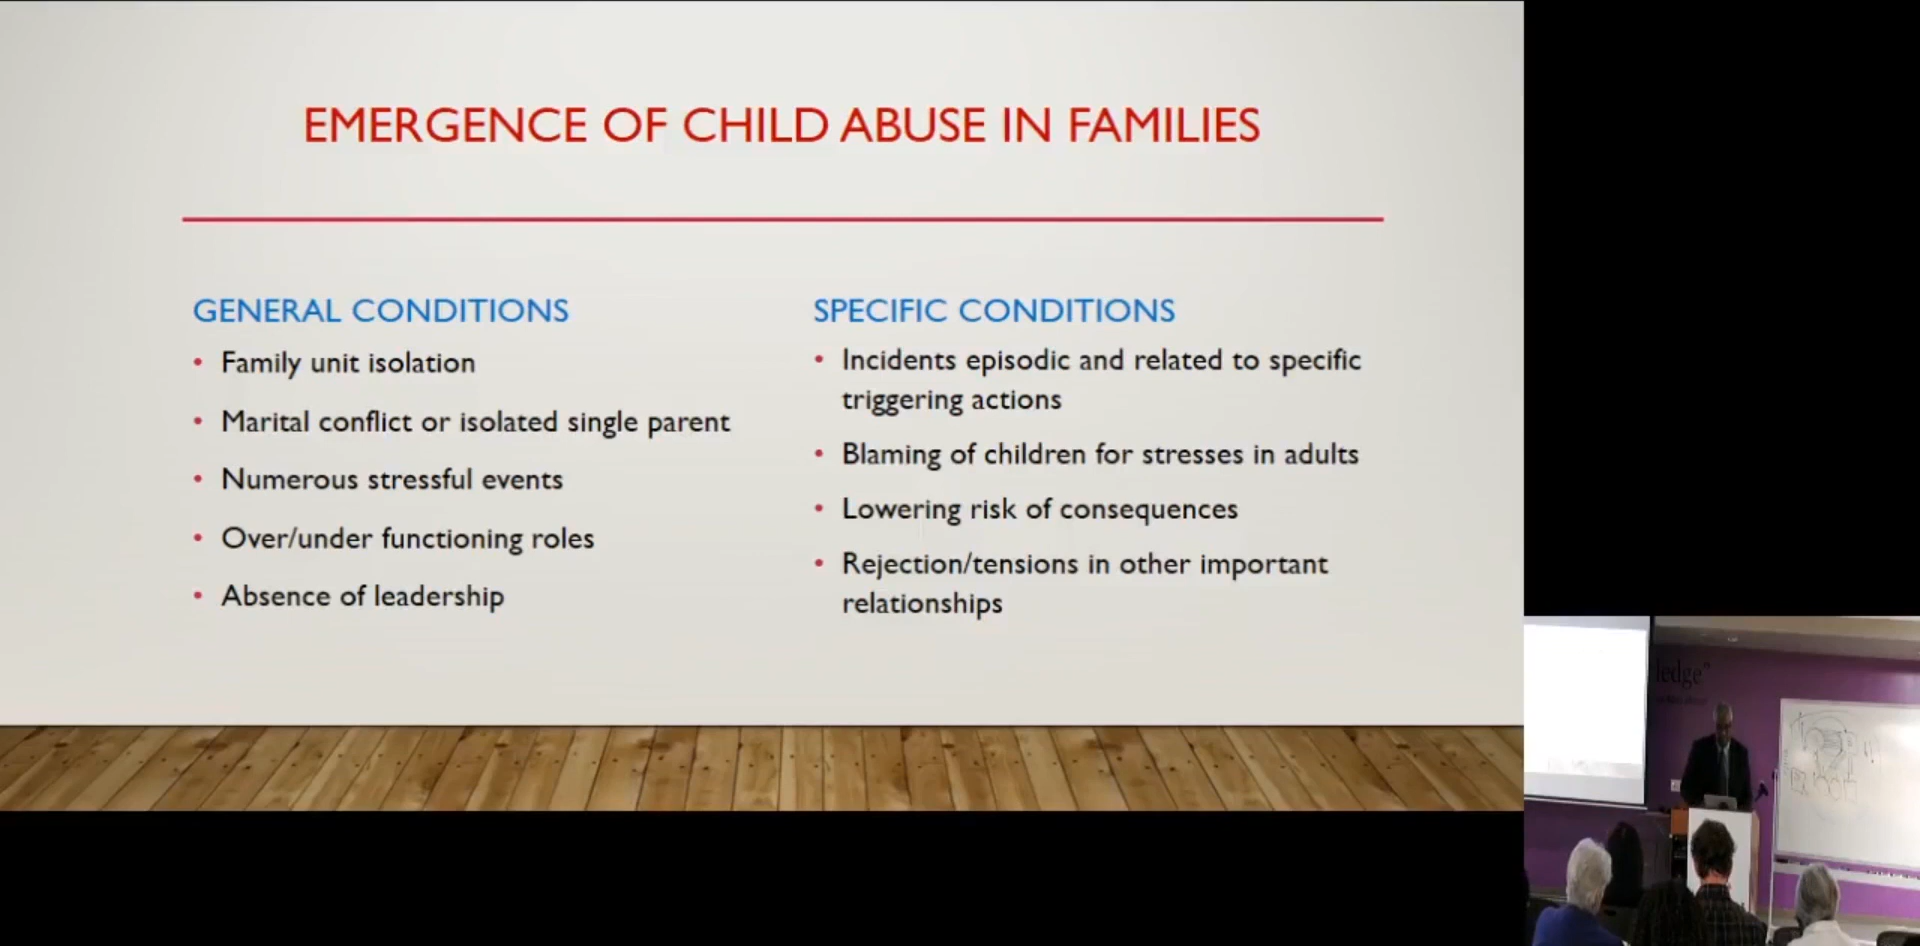 EMERGENCE OF CHILD ABUSE IN FAMILIES
GENERAL CONDITIONS
• Family unit isolation
• Marital conflict or isolated single parent
• Numerous stressful events
• Over/under functioning roles
• Absence of leadership
SPECIFIC CONDITIONS
• Incidents episodic and related to specific
triggering actions
• Blaming of children for stresses in adults
• Lowering risk of consequences
• Rejection/tensions in other important
relationships
ledge